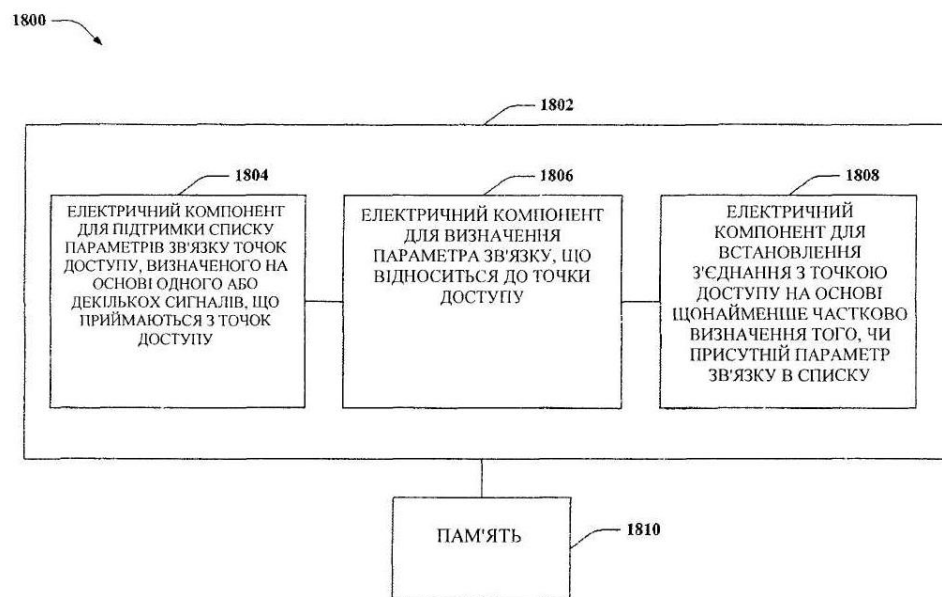 1800
1802
1804
ЕЛЕКТРИЧНИЙ КОМПОНЕНТ
ДЛЯ ПІДТРИМКИ СПИСКУ
ПАРАМЕТРІВ ЗВ'ЯЗКУ ТОЧОК
ДОСТУПУ, ВИЗНАЧЕНОГО НА
ОСНОВІ ОДНОГО АБО
ДЕКІЛЬКОХ СИГНАЛІВ, ЩО
ПРИЙМАЮТЬСЯ З ТОЧОК
ДОСТУПУ
1806
ЕЛЕКТРИЧНИЙ КОМПОНЕНТ
ДЛЯ ВИЗНАЧЕННЯ
ПАРАМЕТРА ЗВ'ЯЗКУ, ЩО
ВІДНОСИТЬСЯ ДО ТОЧКИ
ДОСТУПУ
1808
ЕЛЕКТРИЧНИЙ
КОМПОНЕНТ ДЛЯ
ВСТАНОВЛЕННЯ
З'ЄДНАННЯ З ТОЧКОЮ
ДОСТУПУ НА ОСНОВІ
ЩОНАЙМЕНШЕ ЧАСТКОВО
ВИЗНАЧЕННЯ ТОГО, ЧИ
ПРИСУТНІЙ ПАРАМЕТР
ЗВ'ЯЗКУ В СПИСКУ
ПАМ'ЯТЬ
1810